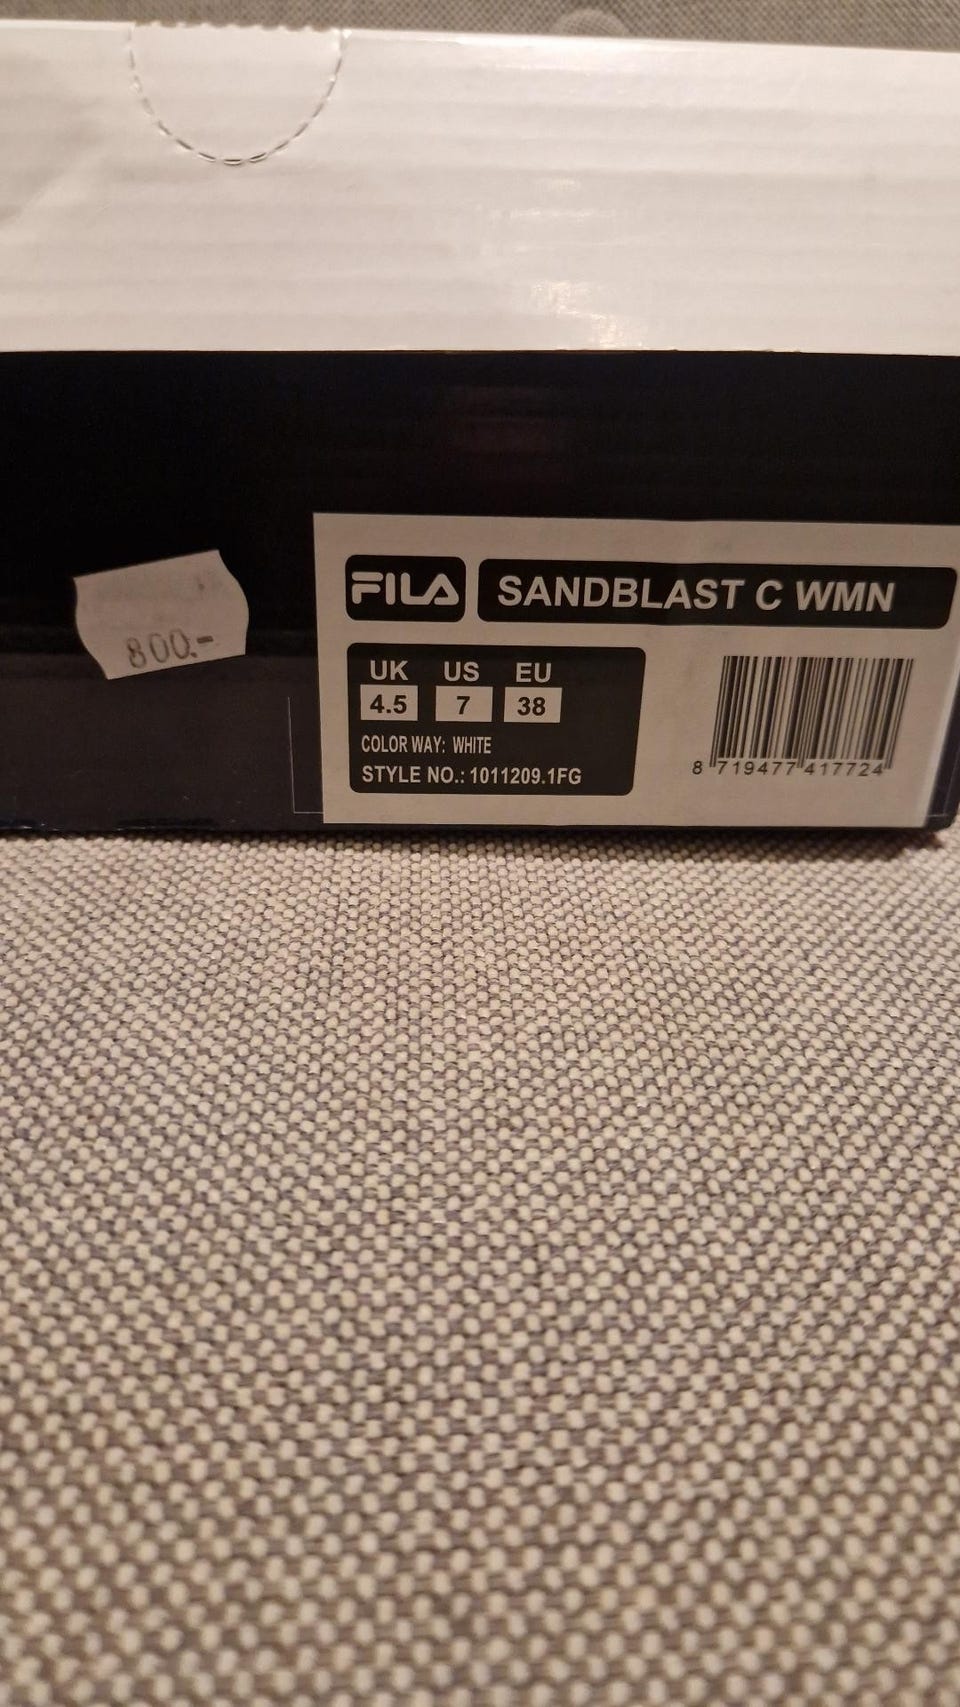 800.-
FILA SANDBLAST C WMN
UK US EU
4.5 7 38
COLOR WAY: WHITE
STYLE NO.: 1011209.1FG
8 719477 417724